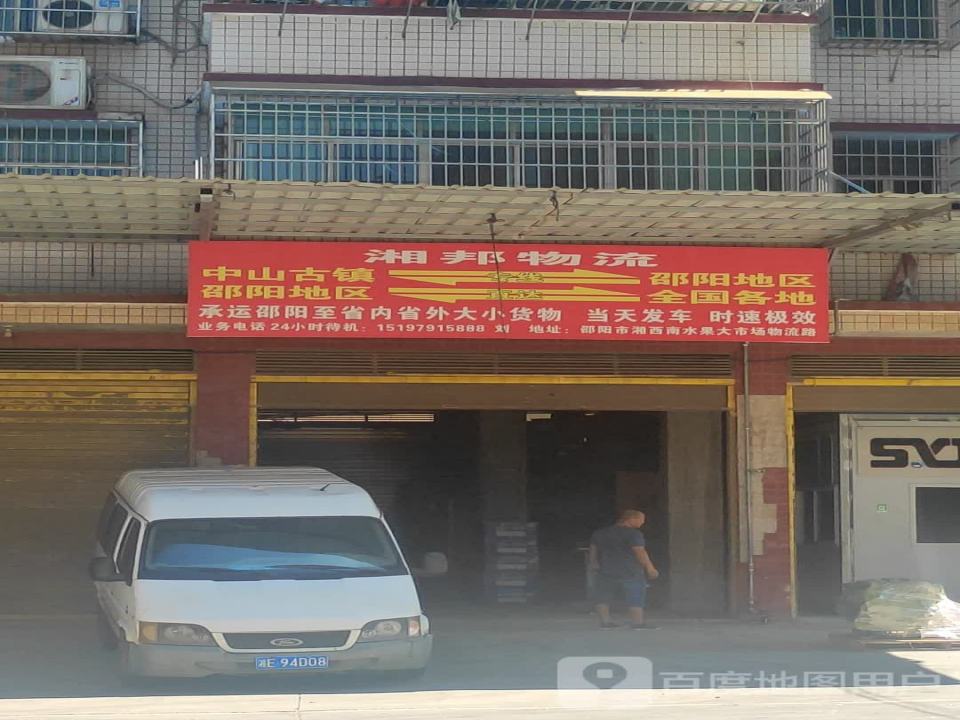 湘邦物流
中山古镇 专线 邵阳地区
邵阳地区 直达 全国各地
承运邵阳至省内省外大小货物 当天发车 时速极效
业务电话24小时待机：15197915888 刘 地址：邵阳市湘西南水果大市场物流路
湘E 94D08
百度地图用户